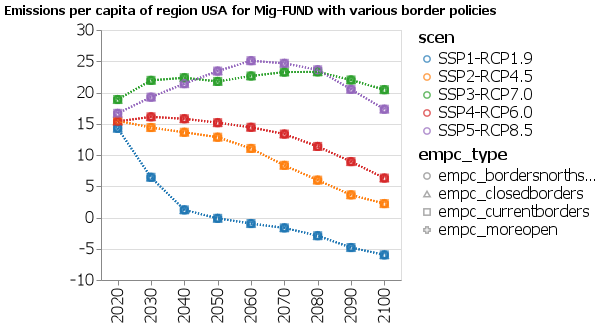 Emissions per capita of region USA for Mig-FUND with various border policies
30
25
20
15
10
5
0
-5
-10
2020
2030
2040
2050
2060
2070
2080
2090
2100
scen
SSP1-RCP1.9
SSP2-RCP4.5
SSP3-RCP7.0
SSP4-RCP6.0
SSP5-RCP8.5
empc_type
empc_bordersnorths...
empc_closedborders
empc_currentborders
empc_moreopen